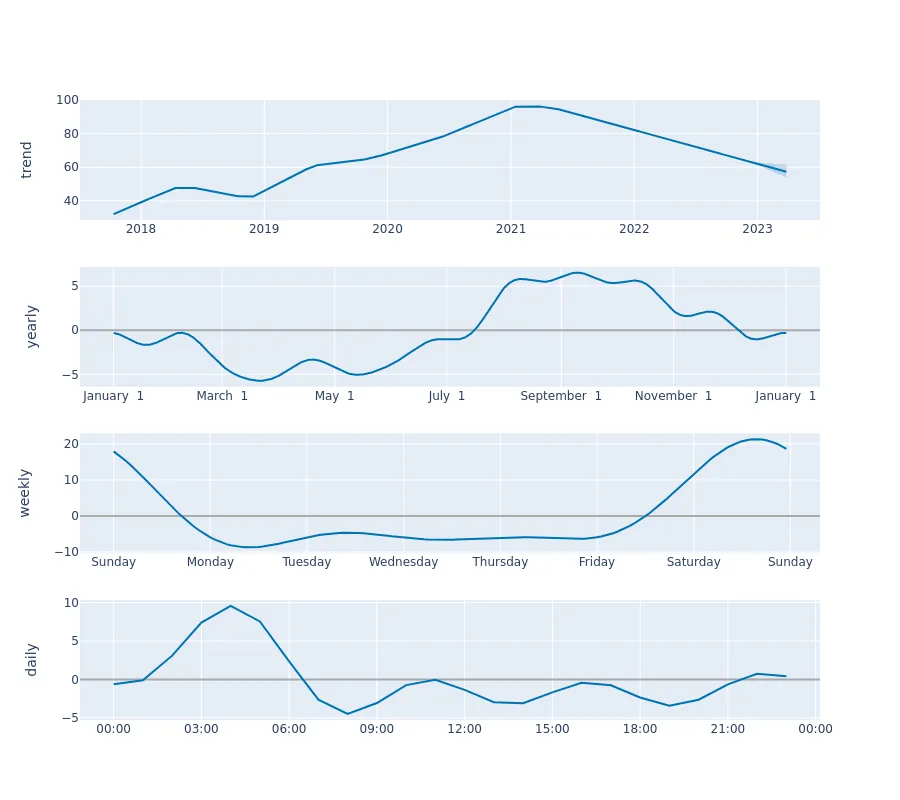 trend
100
80
60
40
2018 2019 2020 2021 2022 2023
yearly
5
0
−5
January 1 March 1 May 1 July 1 September 1 November 1 January 1
weekly
20
10
0
−10
Sunday Monday Tuesday Wednesday Thursday Friday Saturday Sunday
daily
10
5
0
−5
00:00 03:00 06:00 09:00 12:00 15:00 18:00 21:00 00:00